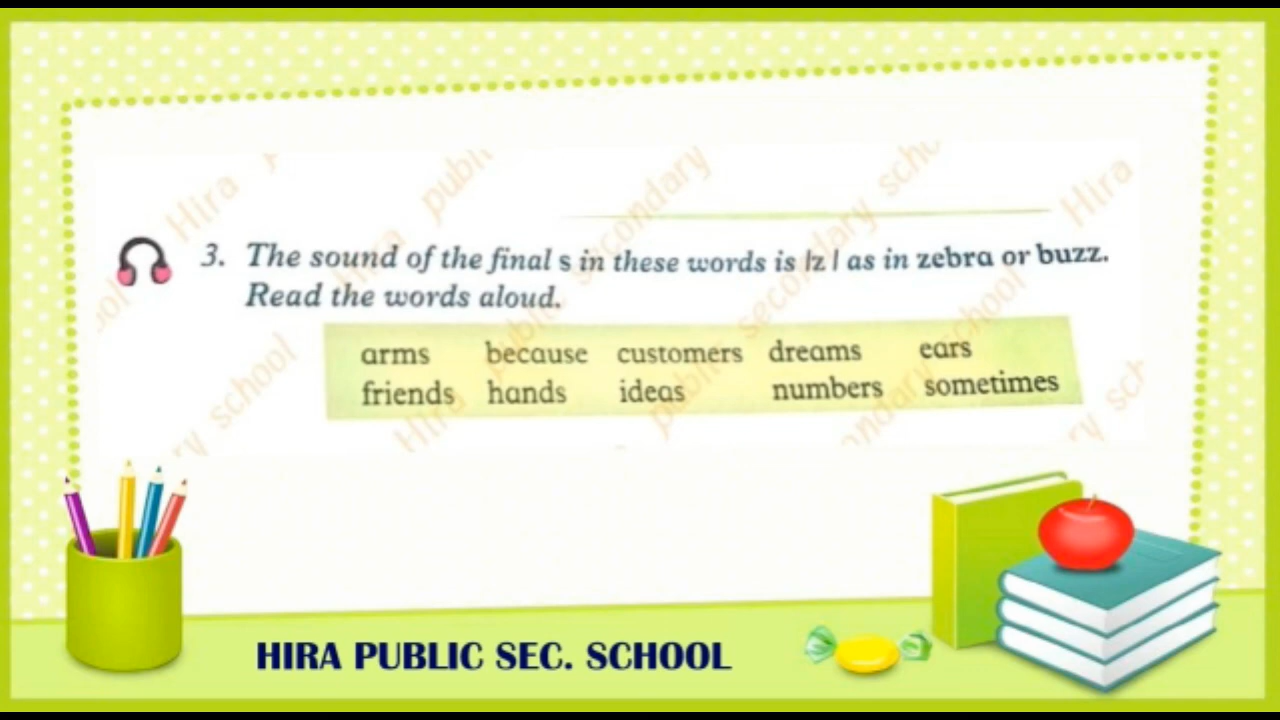 3. The sound of the final s in these words is |z| as in zebra or buzz.
Read the words aloud.
arms because customers dreams ears
friends hands ideas numbers sometimes
HIRA PUBLIC SEC. SCHOOL